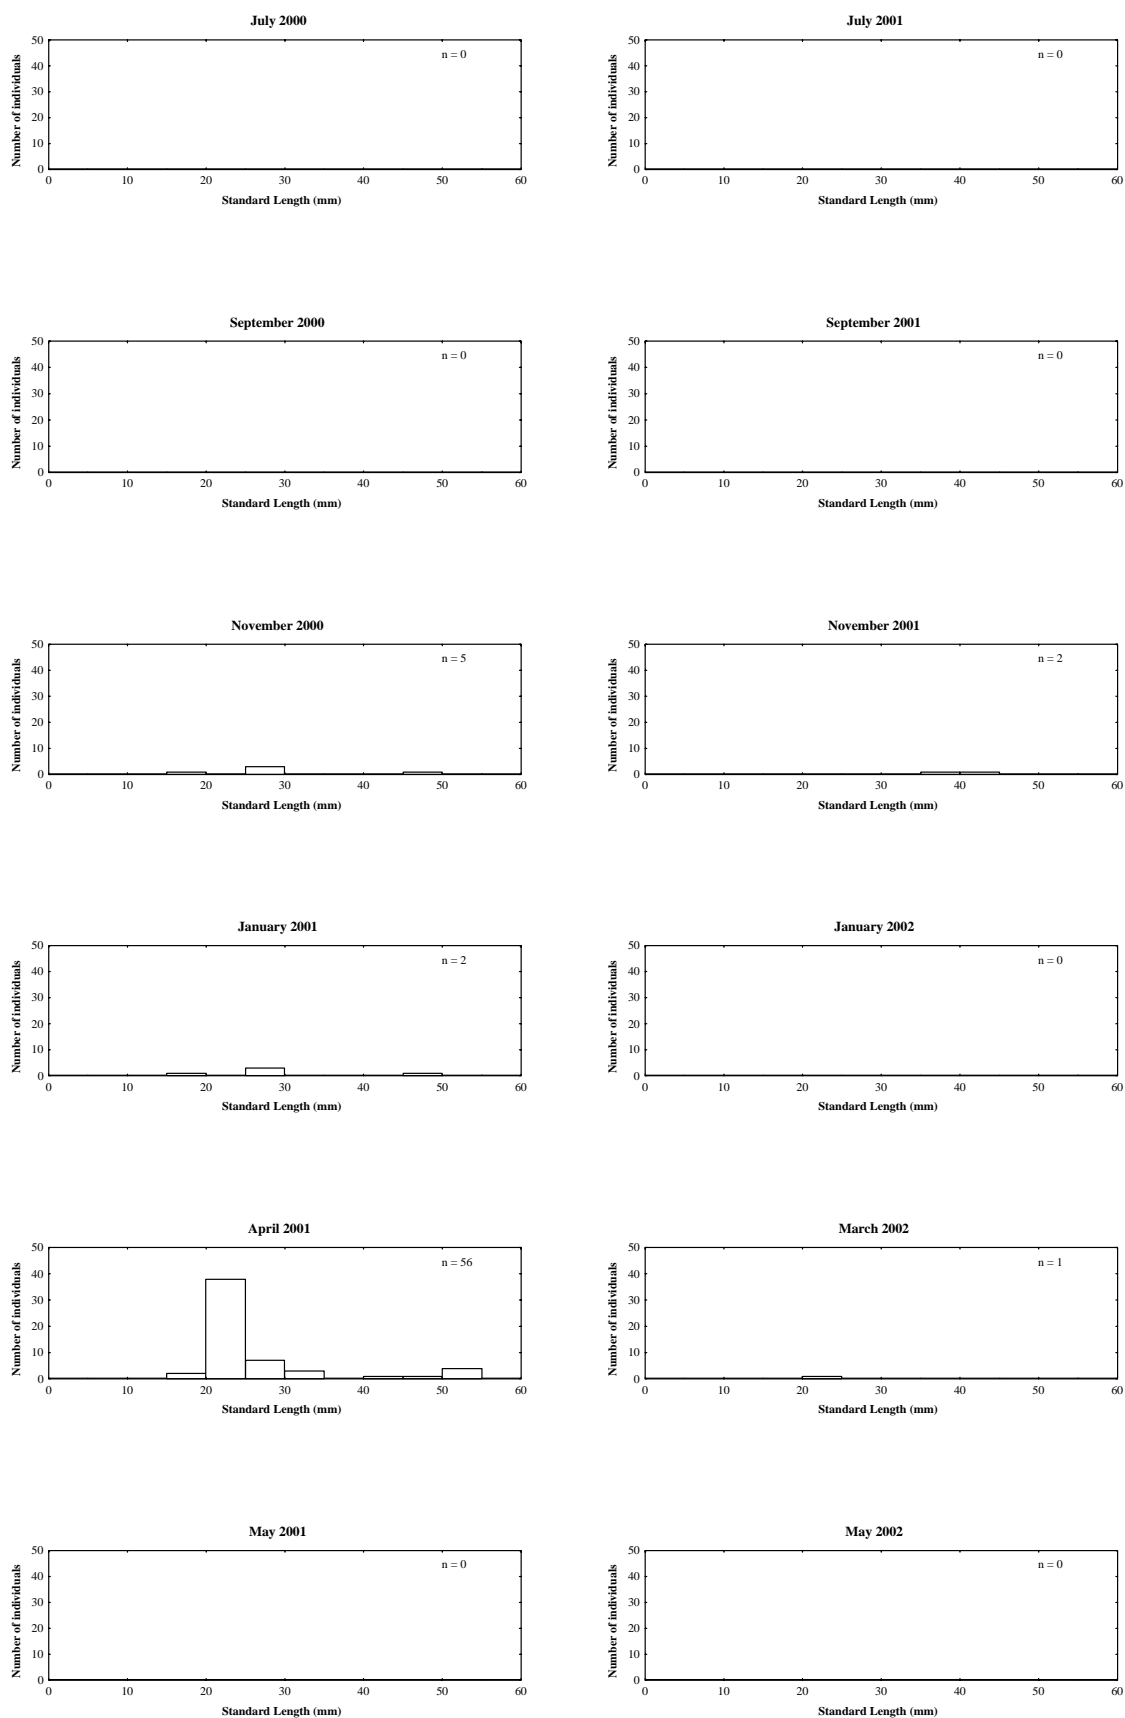 July 2000
50
40
30
20
10
0
Number of individuals
n = 0
0 10 20 30 40 50 60
Standard Length (mm)
July 2001
50
40
30
20
10
0
Number of individuals
n = 0
0 10 20 30 40 50 60
Standard Length (mm)
September 2000
50
40
30
20
10
0
Number of individuals
n = 0
0 10 20 30 40 50 60
Standard Length (mm)
September 2001
50
40
30
20
10
0
Number of individuals
n = 0
0 10 20 30 40 50 60
Standard Length (mm)
November 2000
50
40
30
20
10
0
Number of individuals
n = 5
0 10 20 30 40 50 60
Standard Length (mm)
November 2001
50
40
30
20
10
0
Number of individuals
n = 2
0 10 20 30 40 50 60
Standard Length (mm)
January 2001
50
40
30
20
10
0
Number of individuals
n = 2
0 10 20 30 40 50 60
Standard Length (mm)
January 2002
50
40
30
20
10
0
Number of individuals
n = 0
0 10 20 30 40 50 60
Standard Length (mm)
April 2001
50
40
30
20
10
0
Number of individuals
n = 56
0 10 20 30 40 50 60
Standard Length (mm)
March 2002
50
40
30
20
10
0
Number of individuals
n = 1
0 10 20 30 40 50 60
Standard Length (mm)
May 2001
50
40
30
20
10
0
Number of individuals
n = 0
0 10 20 30 40 50 60
Standard Length (mm)
May 2002
50
40
30
20
10
0
Number of individuals
n = 0
0 10 20 30 40 50 60
Standard Length (mm)